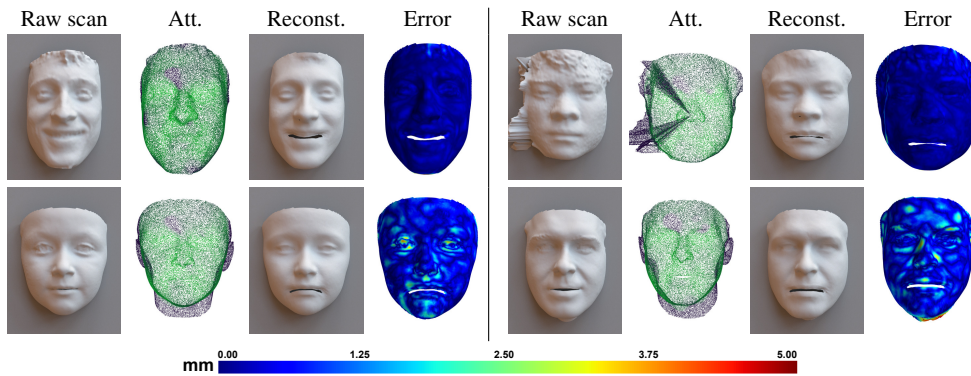 Raw scan Att. Reconst. Error Raw scan Att. Reconst. Error
0.00 1.25 2.50 3.75 5.00
mm